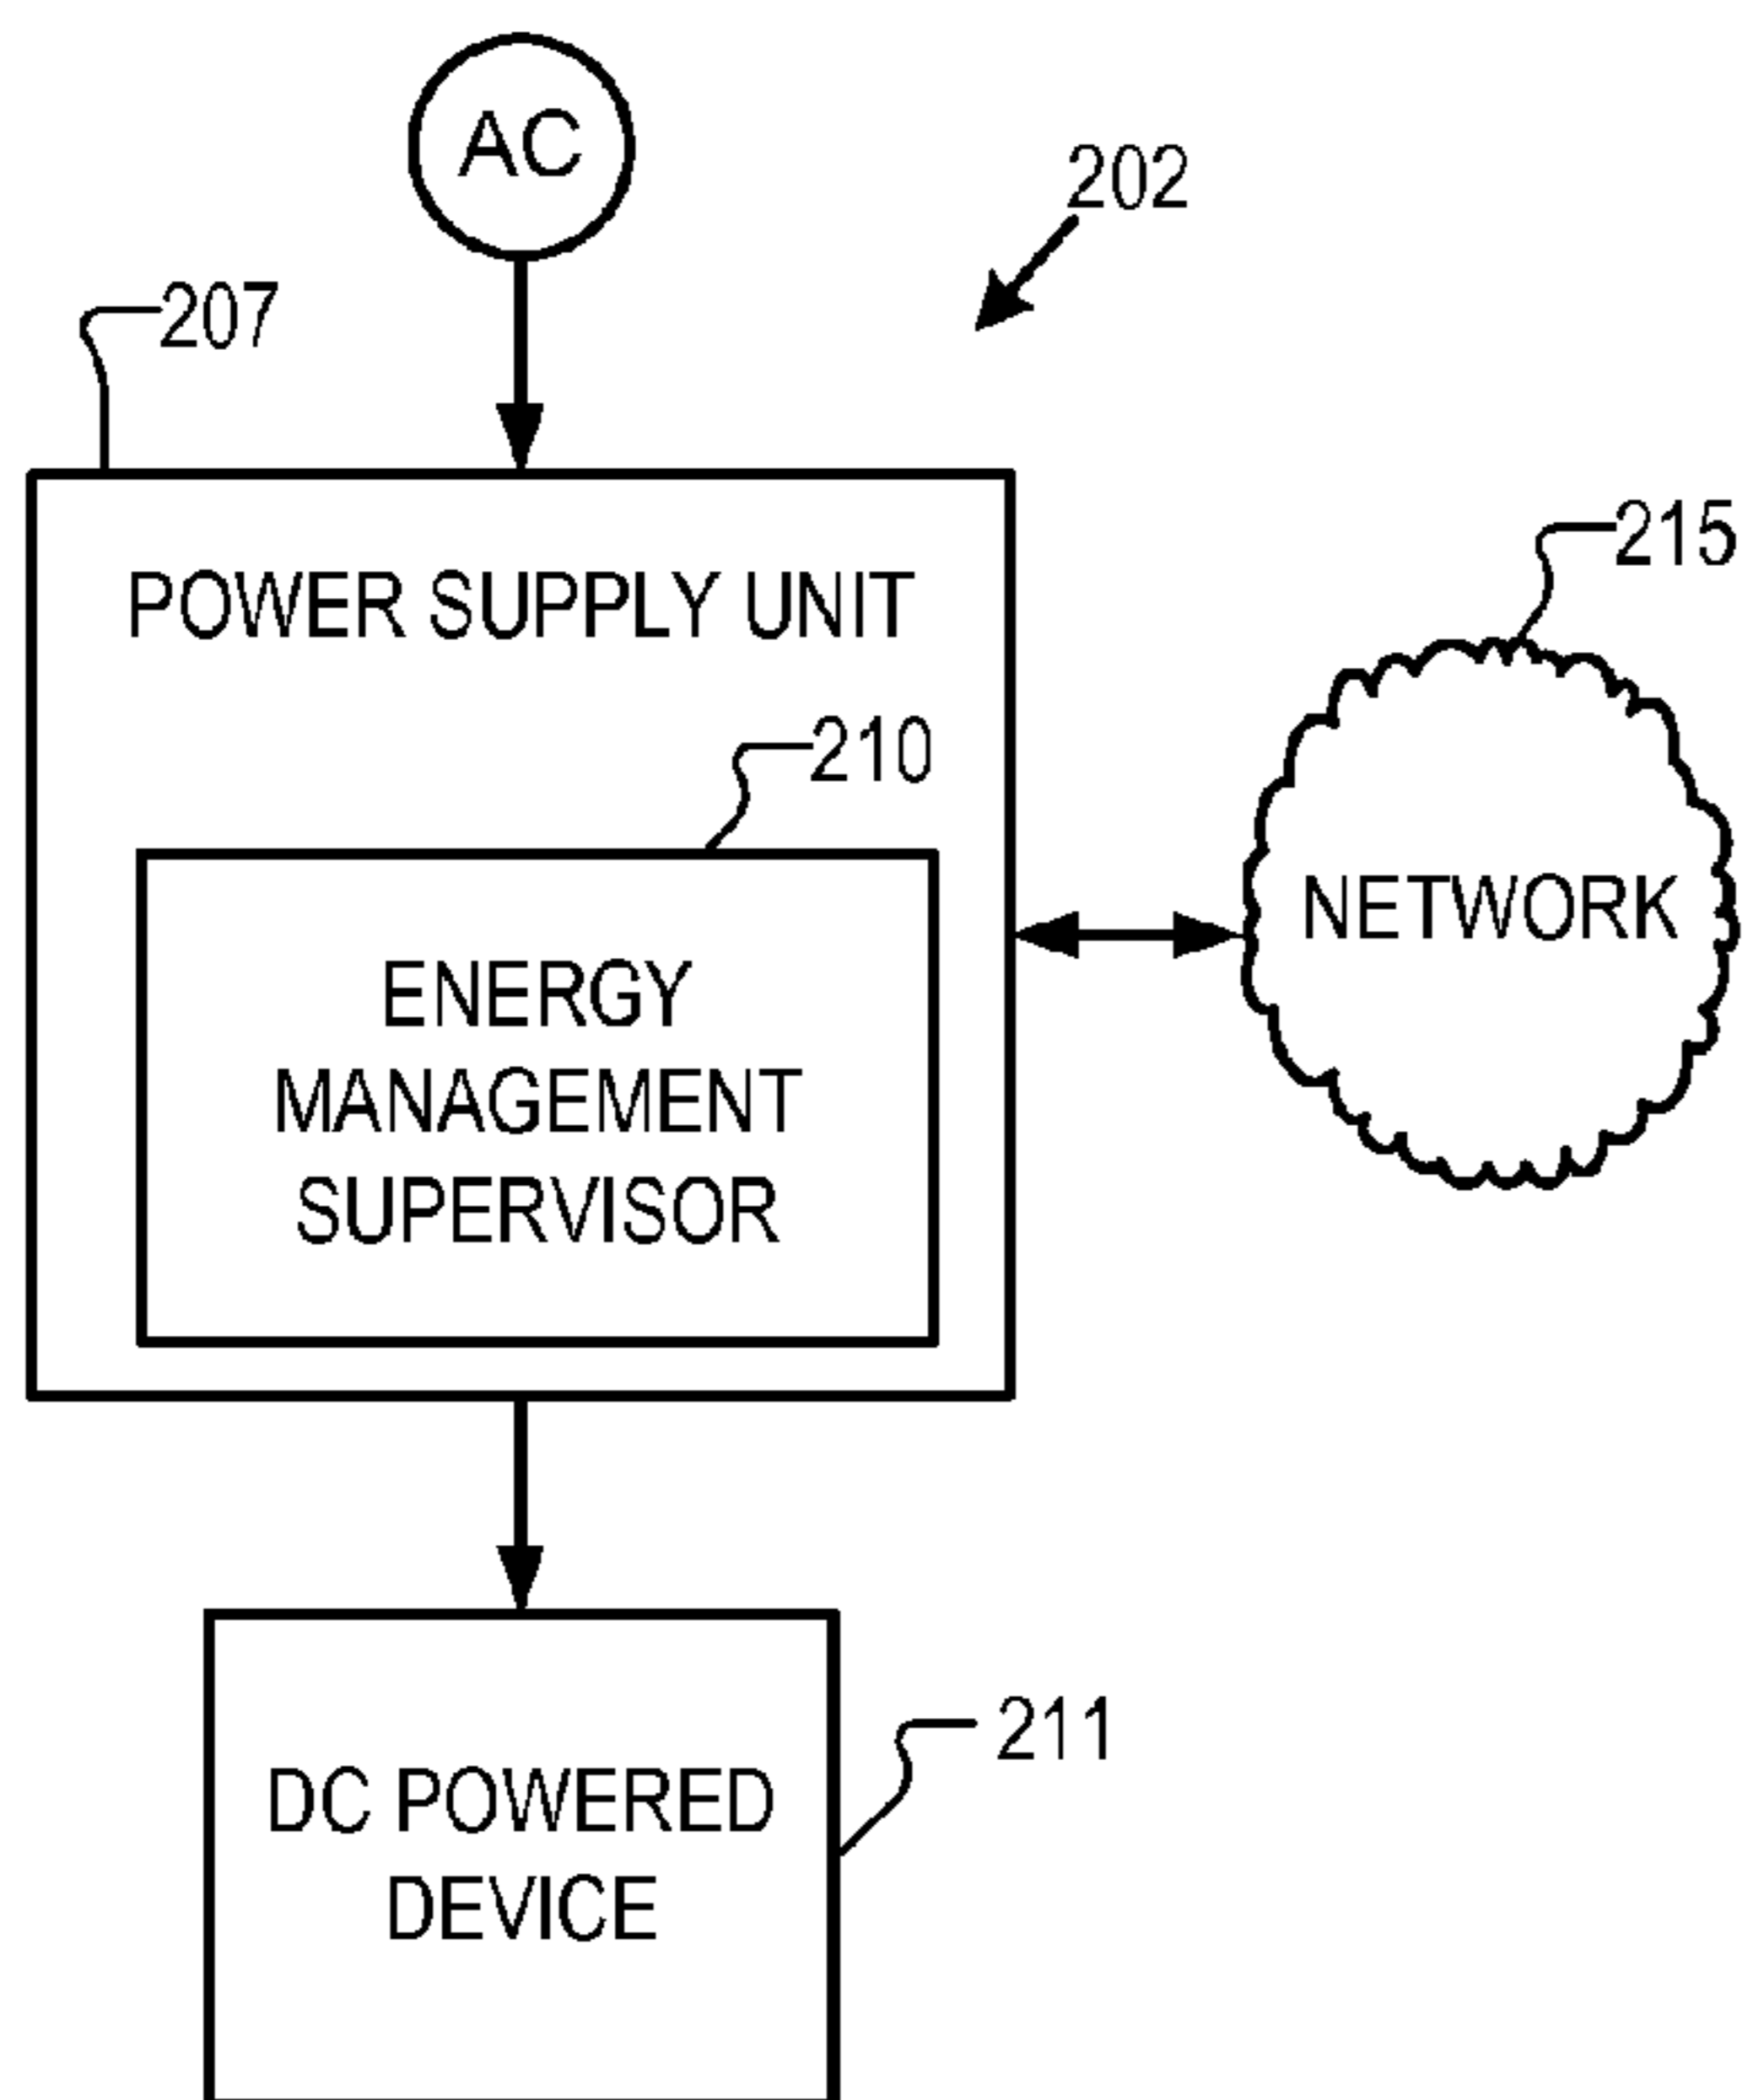 AC
202
207
215
POWER SUPPLY UNIT
210
NETWORK
ENERGY
MANAGEMENT
SUPERVISOR
211
DC POWERED
DEVICE